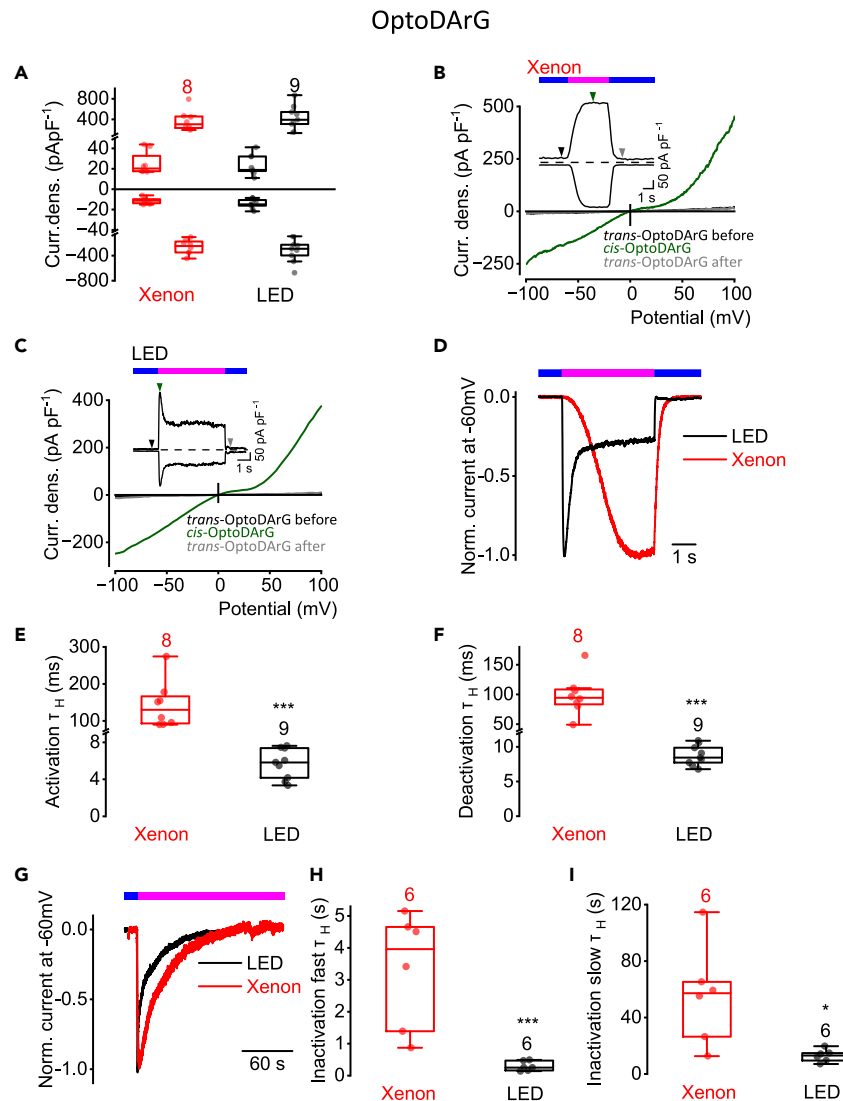 OptoDArG
A
Curr. dens. (pApF⁻¹)
800
400
40
20
0
−20
−40
−400
−800
8
9
Xenon
LED
B
Xenon
Curr. dens. (pA pF⁻¹)
500
250
0
−250
1 s
50 pA pF⁻¹
trans-OptoDArG before
cis-OptoDArG
trans-OptoDArG after
−100
−50
0
50
100
Potential (mV)
C
LED
Curr. dens. (pA pF⁻¹)
400
200
0
−200
1 s
50 pA pF⁻¹
trans-OptoDArG before
cis-OptoDArG
trans-OptoDArG after
−100
−50
0
50
100
Potential (mV)
D
Norm. current at -60mV
0.0
−0.5
−1.0
LED
Xenon
1 s
E
Activation τ H (ms)
300
200
100
8
4
0
8
***
9
Xenon
LED
F
Deactivation τ H (ms)
150
100
50
10
5
0
8
***
9
Xenon
LED
G
Norm. current at -60mV
0.0
−0.5
−1.0
LED
Xenon
60 s
H
Inactivation fast τ H (s)
5
4
3
2
1
0
6
***
6
Xenon
LED
I
Inactivation slow τ H (s)
120
80
40
0
6
*
6
Xenon
LED